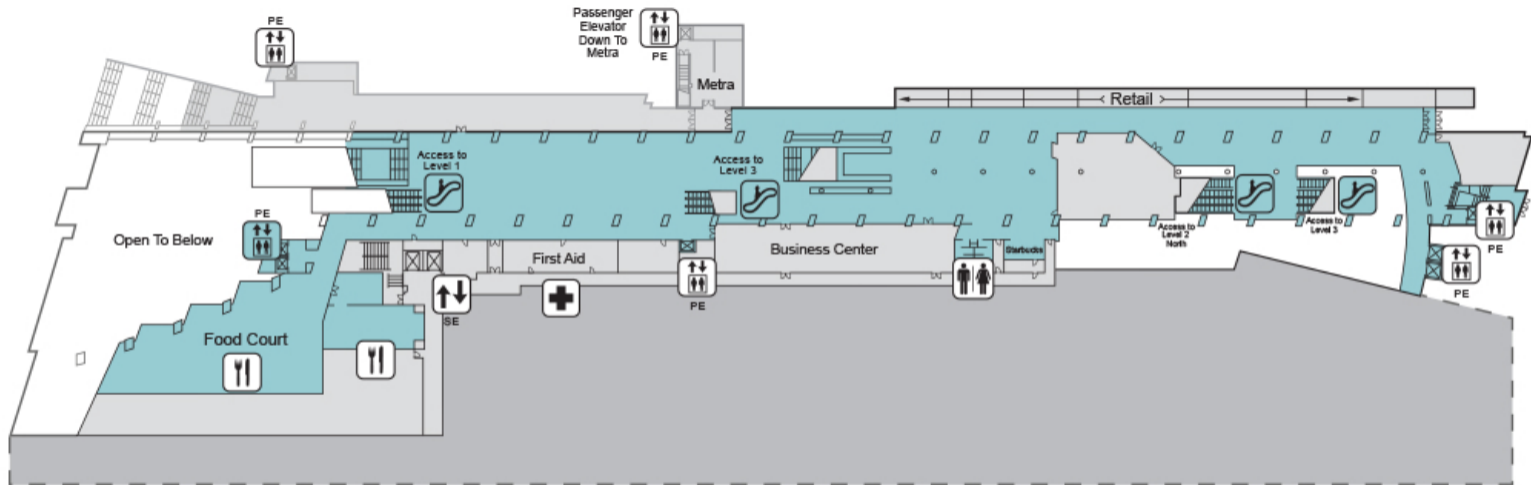 PE
Passenger
Elevator
Down To
Metra
PE
Metra
Retail
Access to
Level 1
Access to
Level 3
PE
Open To Below
First Aid
Business Center
Starbucks
Access to
Level 2
North
Access to
Level 3
PE
PE
PE
SE
Food Court